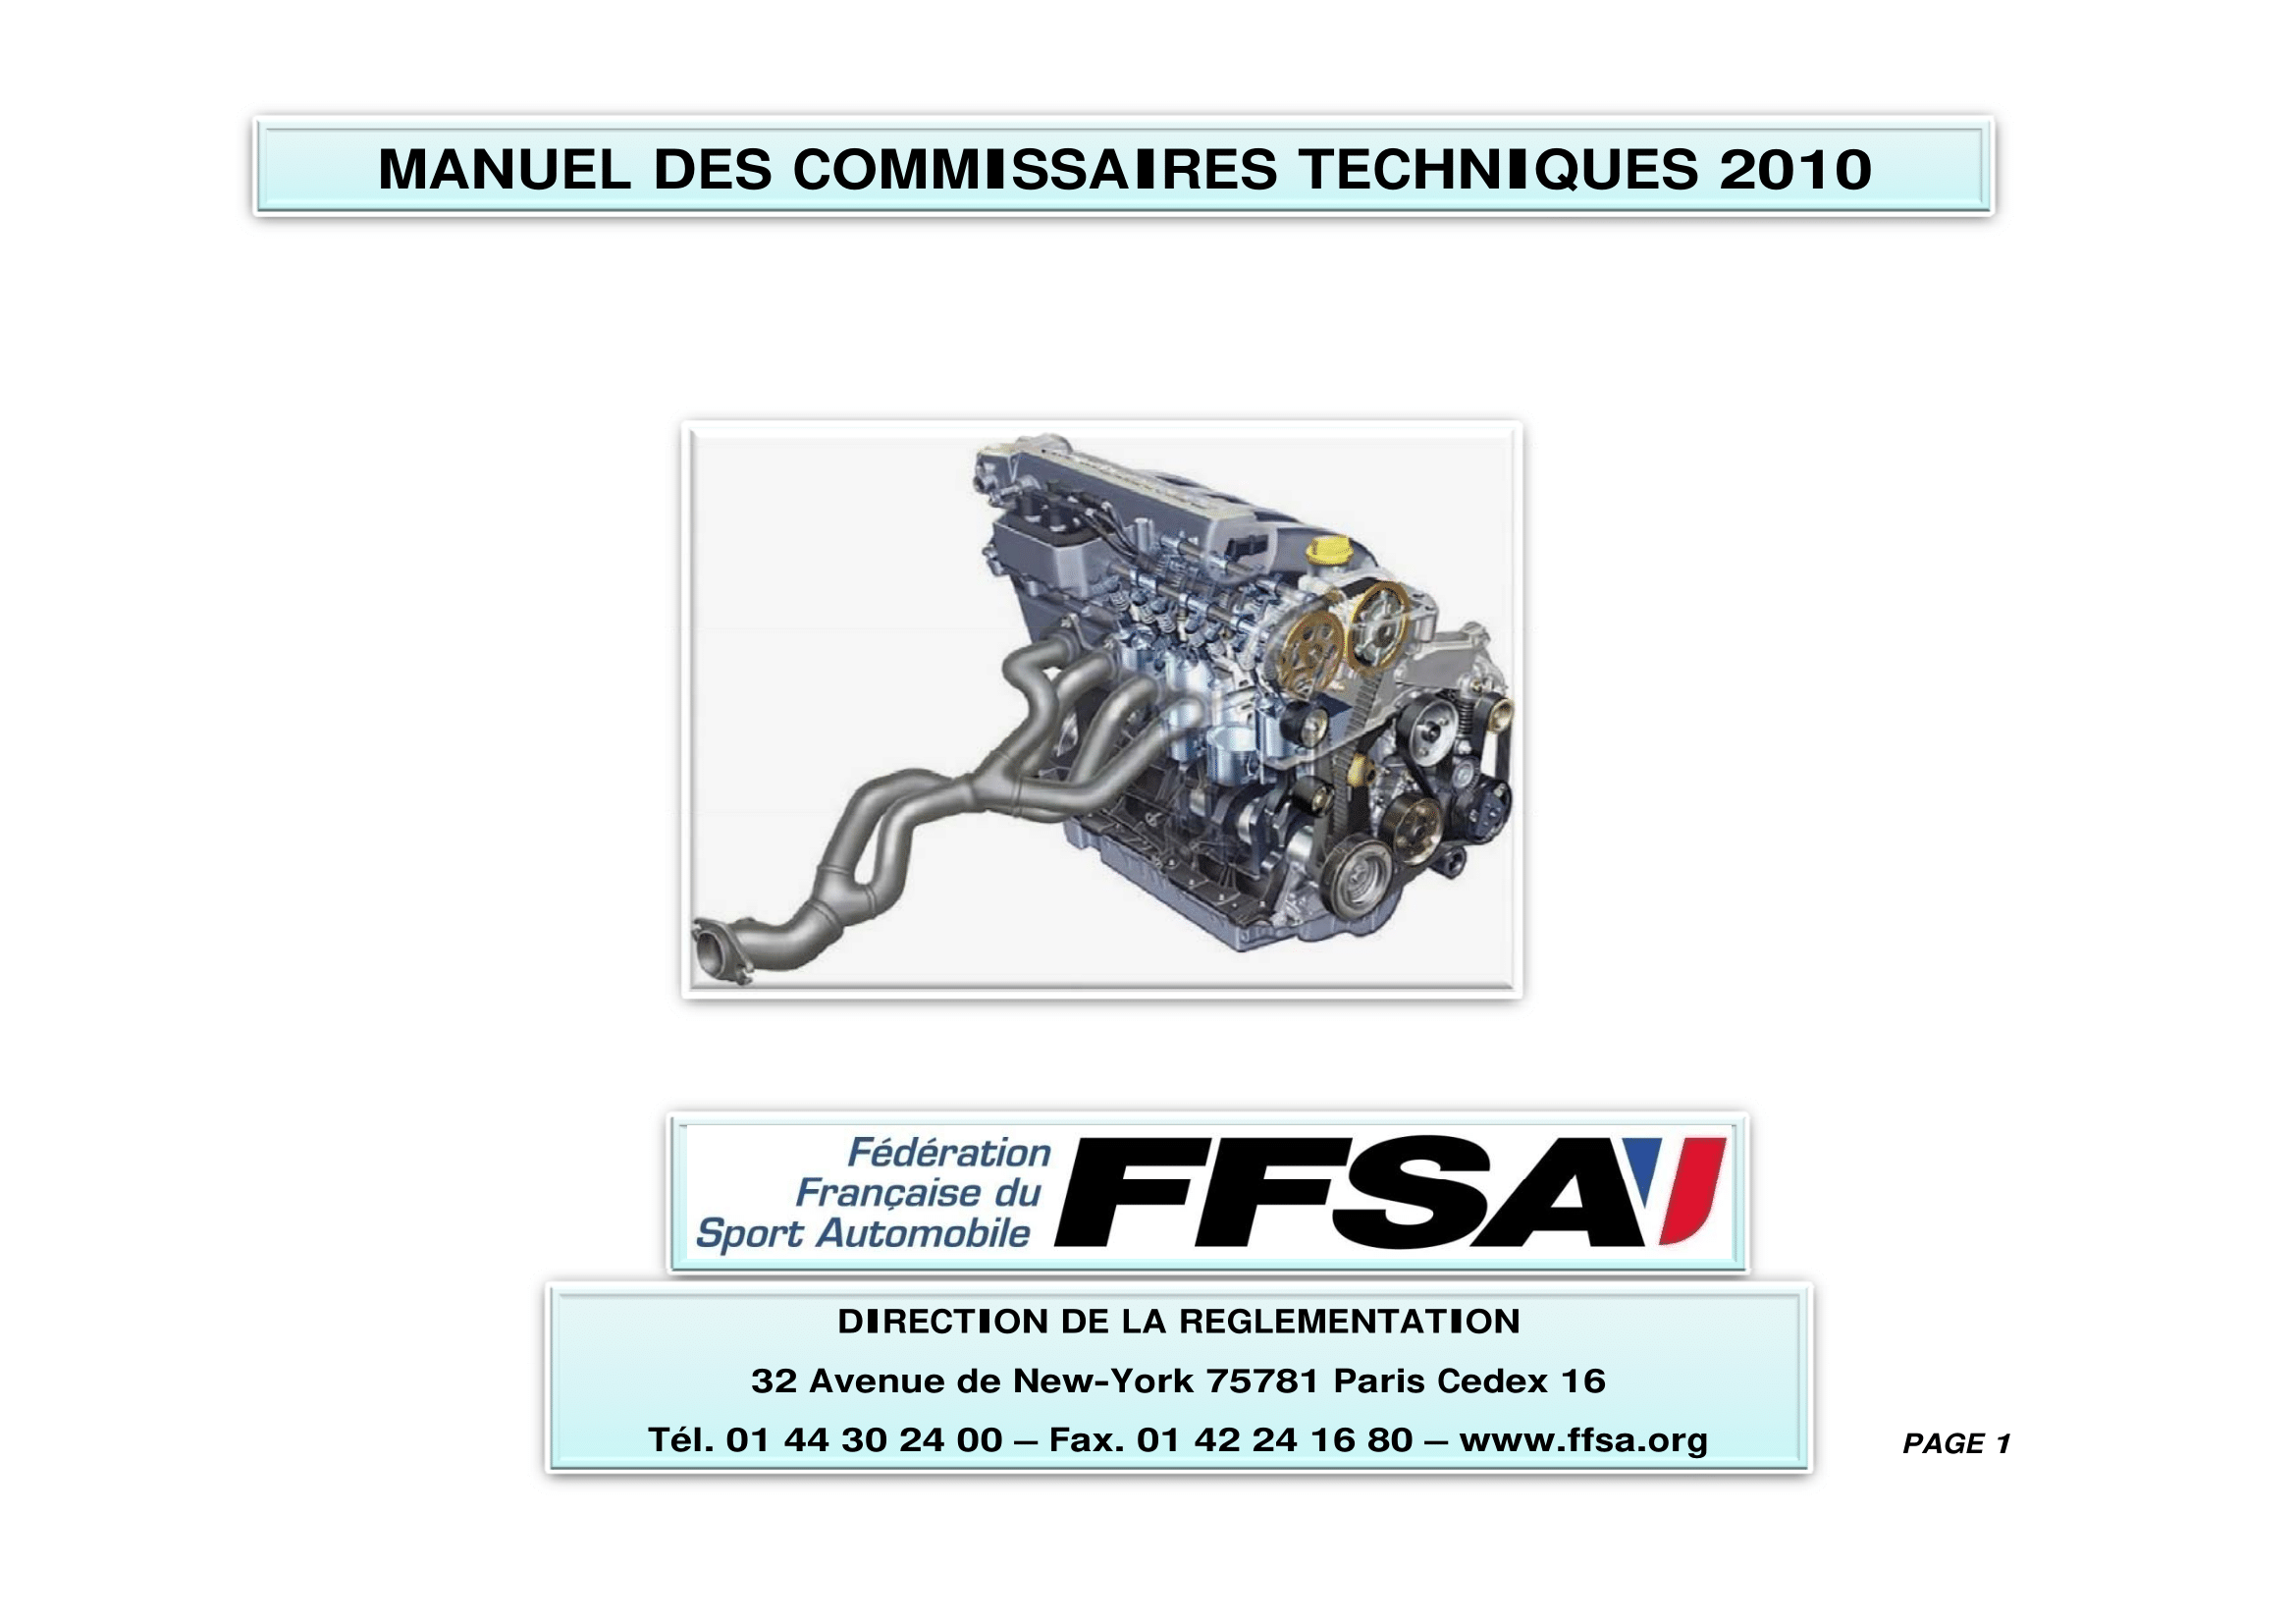 MANUEL DES COMMISSAIRES TECHNIQUES 2010
Fédération
Française du
Sport Automobile
FFSA
DIRECTION DE LA REGLEMENTATION
32 Avenue de New-York 75781 Paris Cedex 16
Tél. 01 44 30 24 00 – Fax. 01 42 24 16 80 – www.ffsa.org
PAGE 1